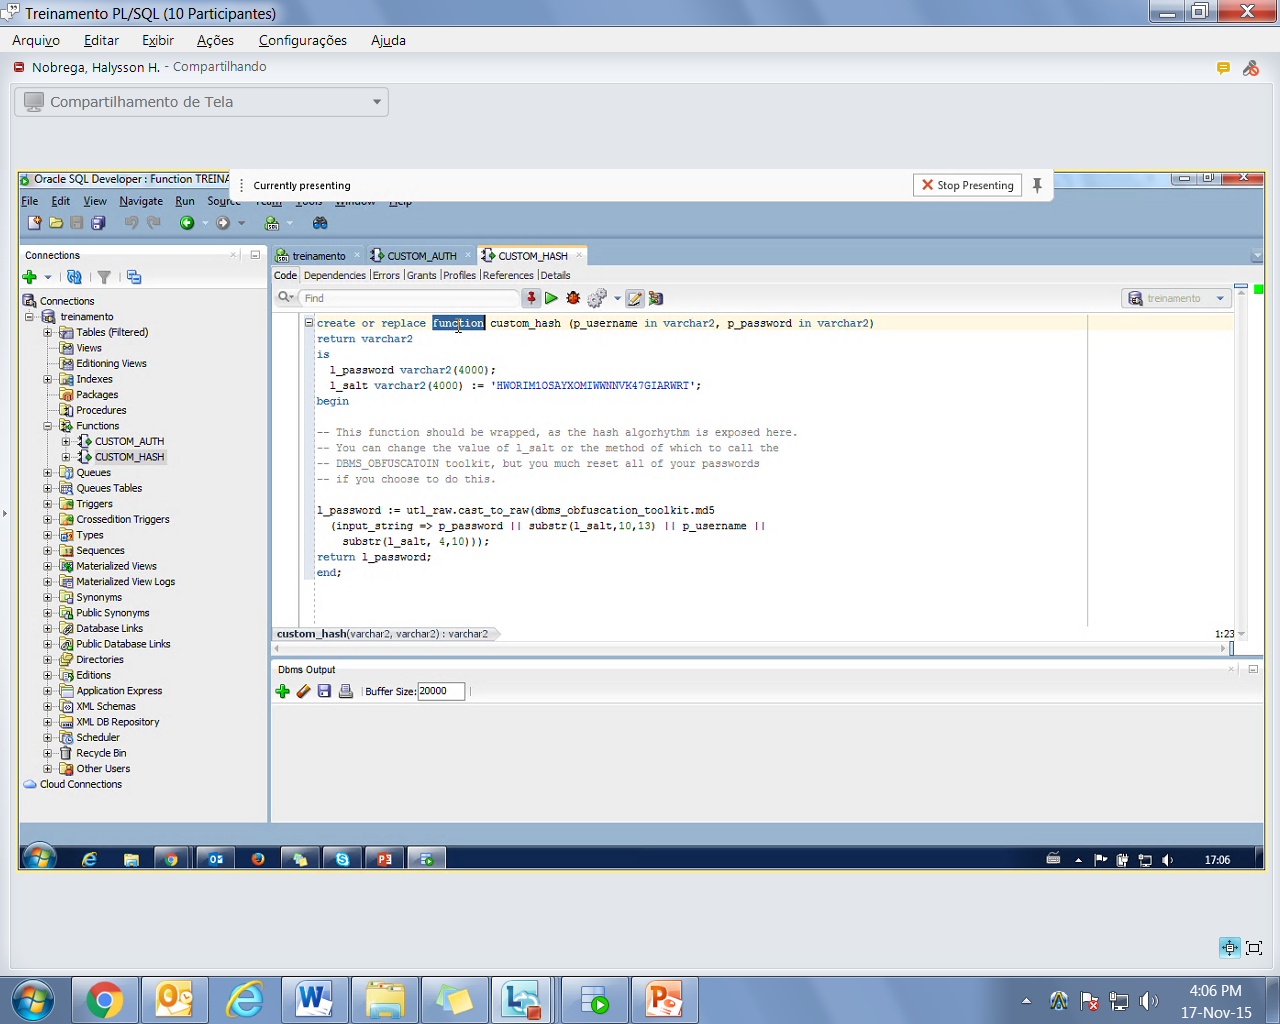 Treinamento PL/SQL (10 Participantes)
Arquivo Editar Exibir Ações Configurações Ajuda
Nobrega, Halysson H. - Compartilhando
Compartilhamento de Tela
Oracle SQL Developer : Function TREINA
Currently presenting
Stop Presenting
File Edit View Navigate Run Source Team Tools Window Help
Connections
treinamento
CUSTOM_AUTH
CUSTOM_HASH
Code Dependencies Errors Grants Profiles References Details
Find
treinamento
Connections
treinamento
Tables (Filtered)
Views
Editioning Views
Indexes
Packages
Procedures
Functions
CUSTOM_AUTH
CUSTOM_HASH
Queues
Queues Tables
Triggers
Crossedition Triggers
Types
Sequences
Materialized Views
Materialized View Logs
Synonyms
Public Synonyms
Database Links
Public Database Links
Directories
Editions
Application Express
XML Schemas
XML DB Repository
Scheduler
Recycle Bin
Other Users
Cloud Connections
create or replace function custom_hash (p_username in varchar2, p_password in varchar2)
return varchar2
is
l_password varchar2(4000);
l_salt varchar2(4000) := 'HWORIM1OSAYXOMIWWNNVK47GIARWRT';
begin
-- This function should be wrapped, as the hash algorhythm is exposed here.
-- You can change the value of l_salt or the method of which to call the
-- DBMS_OBFUSCATOIN toolkit, but you much reset all of your passwords
-- if you choose to do this.
l_password := utl_raw.cast_to_raw(dbms_obfuscation_toolkit.md5
(input_string => p_password || substr(l_salt,10,13) || p_username ||
substr(l_salt, 4,10)));
return l_password;
end;
custom_hash(varchar2, varchar2) : varchar2
1:23
Dbms Output
Buffer Size: 20000
17:06
4:06 PM
17-Nov-15